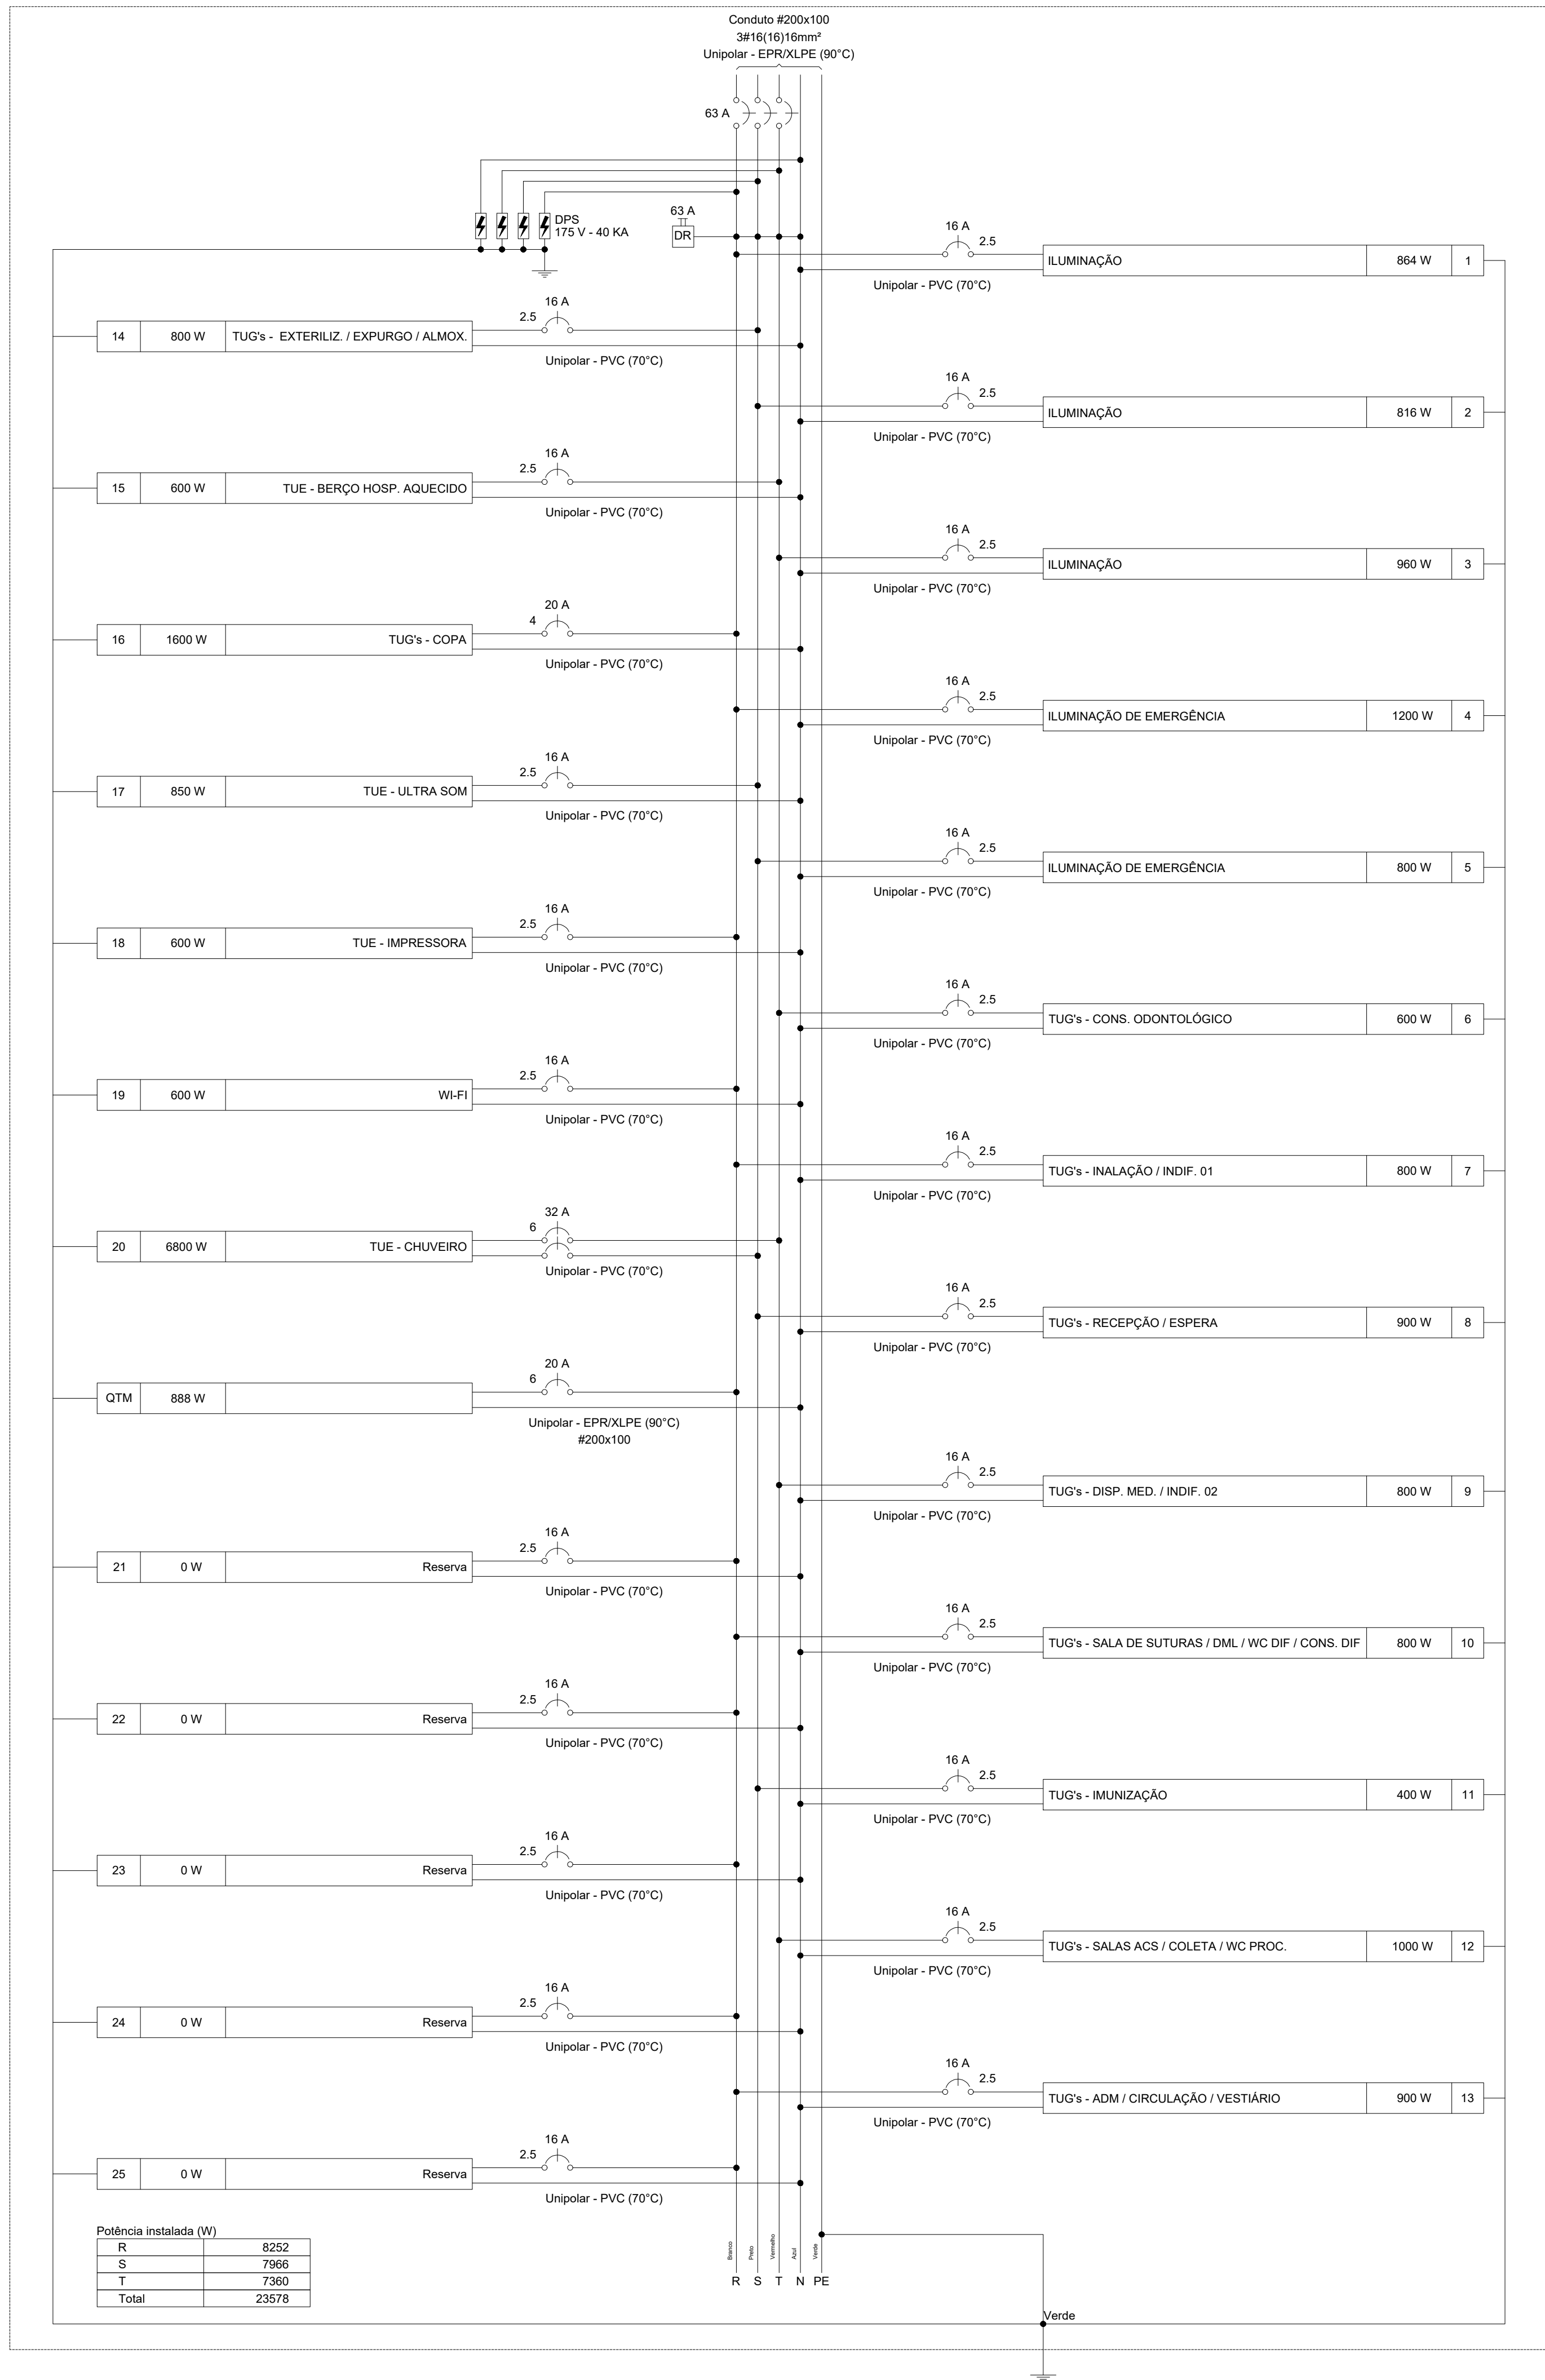 Conduto #200x100
3#16(16)16mm²
Unipolar - EPR/XLPE (90°C)
63 A
DPS
175 V - 40 KA
63 A
DR
16 A
2.5
ILUMINAÇÃO 864 W 1
Unipolar - PVC (70°C)
16 A
2.5
14 800 W TUG's - EXTERILIZ. / EXPURGO / ALMOX.
Unipolar - PVC (70°C)
16 A
2.5
ILUMINAÇÃO 816 W 2
Unipolar - PVC (70°C)
16 A
2.5
15 600 W TUE - BERÇO HOSP. AQUECIDO
Unipolar - PVC (70°C)
16 A
2.5
ILUMINAÇÃO 960 W 3
Unipolar - PVC (70°C)
20 A
4
16 1600 W TUG's - COPA
Unipolar - PVC (70°C)
16 A
2.5
ILUMINAÇÃO DE EMERGÊNCIA 1200 W 4
Unipolar - PVC (70°C)
16 A
2.5
17 850 W TUE - ULTRA SOM
Unipolar - PVC (70°C)
16 A
2.5
ILUMINAÇÃO DE EMERGÊNCIA 800 W 5
Unipolar - PVC (70°C)
16 A
2.5
18 600 W TUE - IMPRESSORA
Unipolar - PVC (70°C)
16 A
2.5
TUG's - CONS. ODONTOLÓGICO 600 W 6
Unipolar - PVC (70°C)
16 A
2.5
19 600 W WI-FI
Unipolar - PVC (70°C)
16 A
2.5
TUG's - INALAÇÃO / INDIF. 01 800 W 7
Unipolar - PVC (70°C)
32 A
6
20 6800 W TUE - CHUVEIRO
Unipolar - PVC (70°C)
16 A
2.5
TUG's - RECEPÇÃO / ESPERA 900 W 8
Unipolar - PVC (70°C)
20 A
6
QTM 888 W
Unipolar - EPR/XLPE (90°C)
#200x100
16 A
2.5
TUG's - DISP. MED. / INDIF. 02 800 W 9
Unipolar - PVC (70°C)
16 A
2.5
21 0 W Reserva
Unipolar - PVC (70°C)
16 A
2.5
TUG's - SALA DE SUTURAS / DML / WC DIF / CONS. DIF 800 W 10
Unipolar - PVC (70°C)
16 A
2.5
22 0 W Reserva
Unipolar - PVC (70°C)
16 A
2.5
TUG's - IMUNIZAÇÃO 400 W 11
Unipolar - PVC (70°C)
16 A
2.5
23 0 W Reserva
Unipolar - PVC (70°C)
16 A
2.5
TUG's - SALAS ACS / COLETA / WC PROC. 1000 W 12
Unipolar - PVC (70°C)
16 A
2.5
24 0 W Reserva
Unipolar - PVC (70°C)
16 A
2.5
TUG's - ADM / CIRCULAÇÃO / VESTIÁRIO 900 W 13
Unipolar - PVC (70°C)
16 A
2.5
25 0 W Reserva
Unipolar - PVC (70°C)
Potência instalada (W)
R 8252
S 7966
T 7360
Total 23578
Branco Preto Vermelho Azul Verde
R S T N PE
Verde